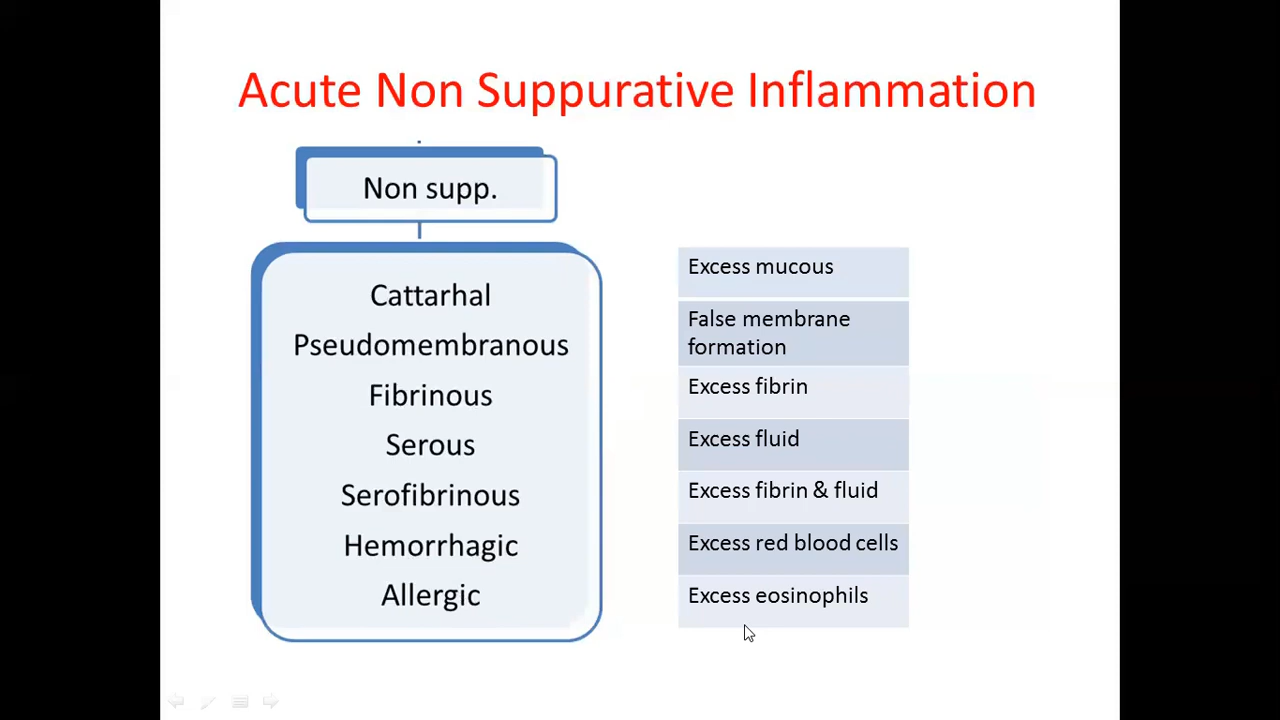 Acute Non Suppurative Inflammation
Non supp.
Cattarhal
Pseudomembranous
Fibrinous
Serous
Serofibrinous
Hemorrhagic
Allergic
Excess mucous
False membrane
formation
Excess fibrin
Excess fluid
Excess fibrin & fluid
Excess red blood cells
Excess eosinophils